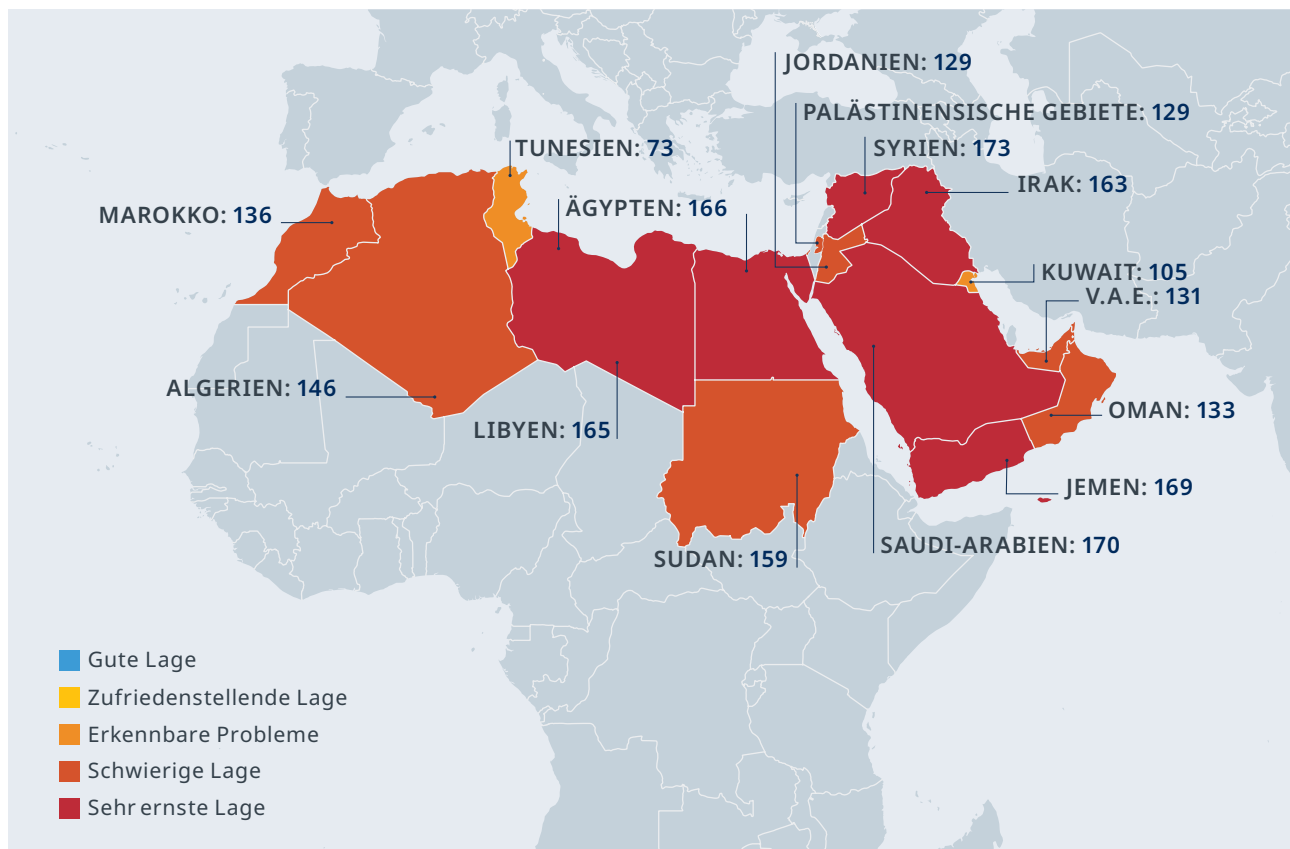 JORDANIEN: 129
PALÄSTINENSISCHE GEBIETE: 129
TUNESIEN: 73
SYRIEN: 173
IRAK: 163
MAROKKO: 136
ÄGYPTEN: 166
KUWAIT: 105
V.A.E.: 131
ALGERIEN: 146
OMAN: 133
LIBYEN: 165
JEMEN: 169
SUDAN: 159
SAUDI-ARABIEN: 170
Gute Lage
Zufriedenstellende Lage
Erkennbare Probleme
Schwierige Lage
Sehr ernste Lage